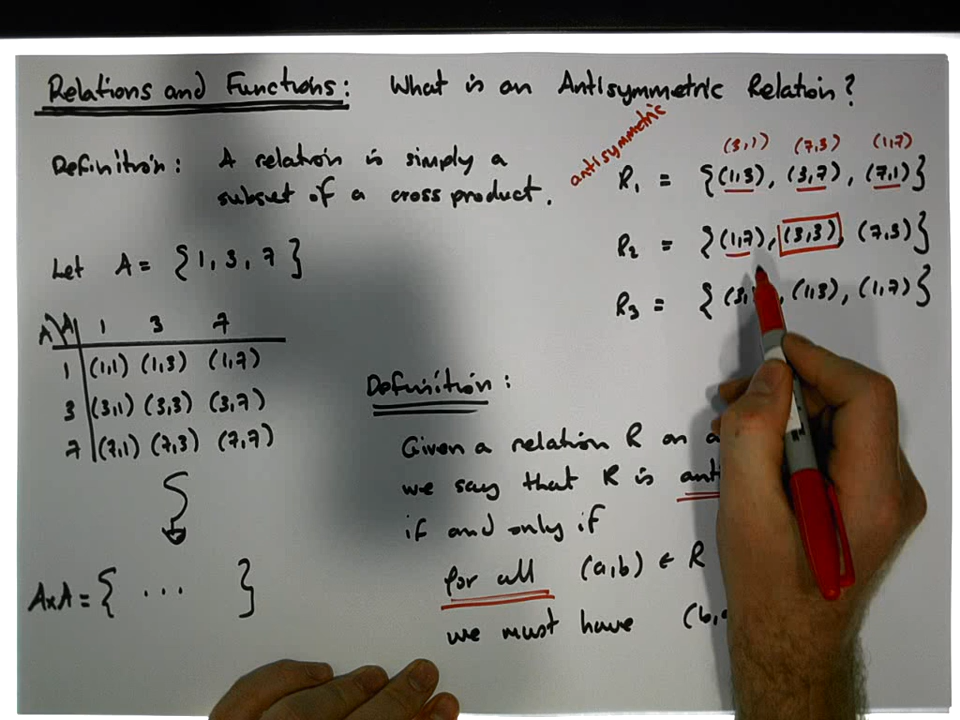 Relations and Functions: What is an Antisymmetric Relation?
Definition: A relation is simply a
subset of a cross product.
antisymmetric
(3,1) (7,3) (1,7)
R1 = {(1,3), (3,7), (7,1)}
R2 = {(1,7), (3,3), (7,3)}
R3 = {(3, , (1,3), (1,7)}
Let A = {1, 3, 7}
A\A 1 3 7
1 (1,1) (1,3) (1,7)
3 (3,1) (3,3) (3,7)
7 (7,1) (7,3) (7,7)
A×A = { ... }
Definition:
Given a relation R on a
we say that R is anti
if and only if
for all (a,b) ∈ R
we must have (b,